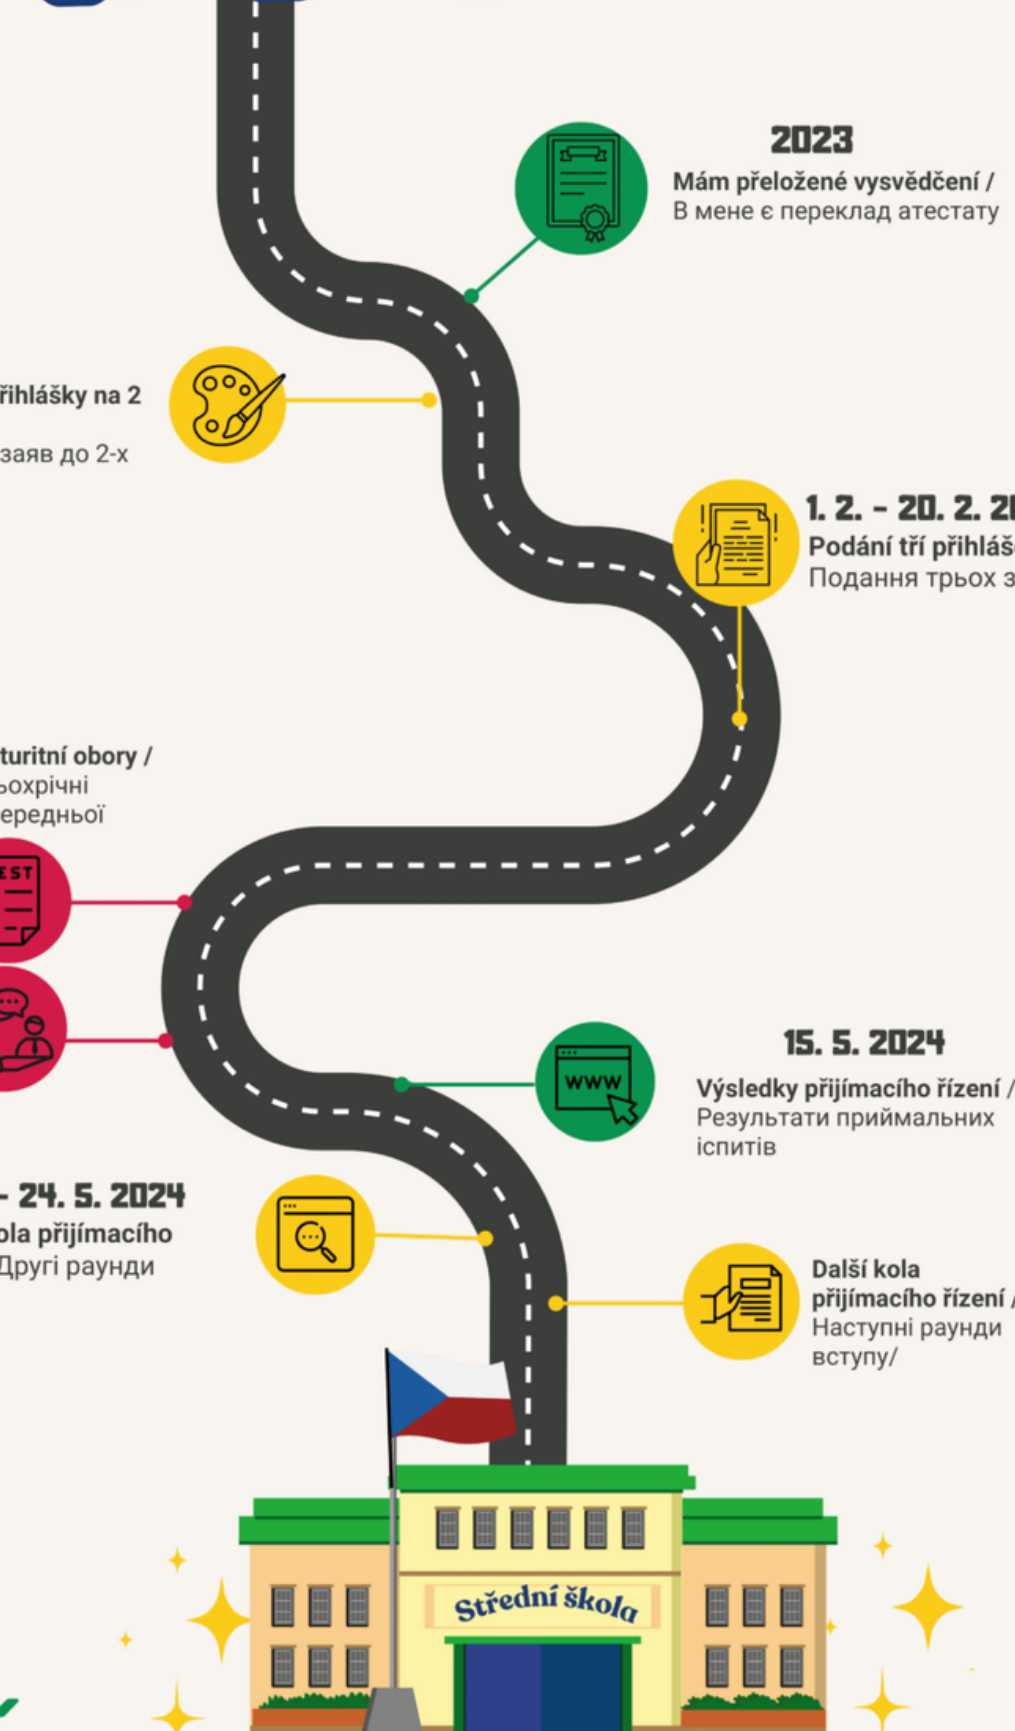 2023
Mám přeložené vysvědčení /
В мене є переклад атестату
řihlášky na 2
заяв до 2-х
1. 2. - 20. 2.
Podání tří
Подання трьох
turitní obory /
ьохрічні
ередньої
EST
15. 5. 2024
WWW
Výsledky přijímacího řízení /
Результати приймальних
іспитів
- 24. 5. 2024
ola přijímacího
Другі раунди
Další kola
přijímacího řízení /
Наступні раунди
вступу/
Střední škola